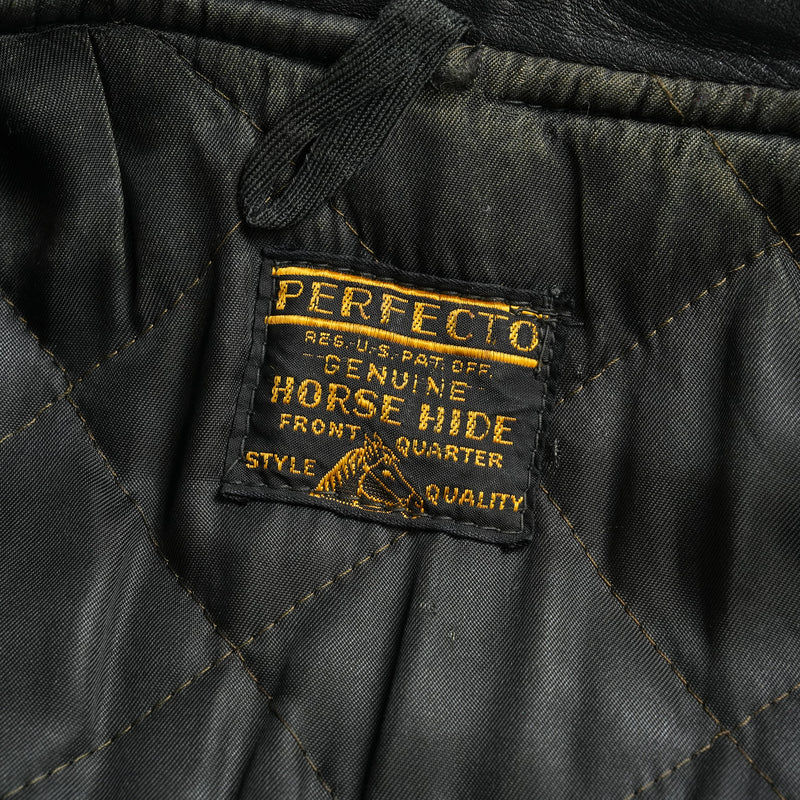 PERFECTO
REG. U.S. PAT. OFF.
GENUINE
HORSE HIDE
FRONT QUARTER
STYLE QUALITY